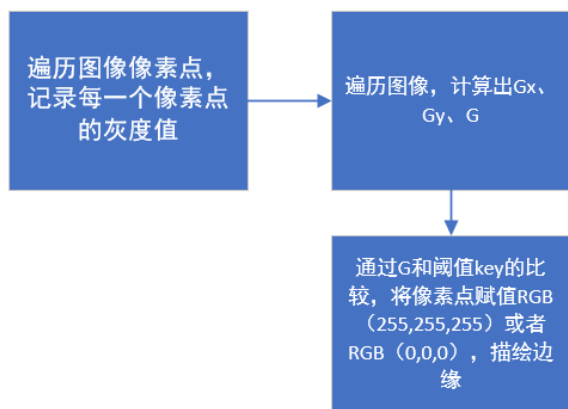 遍历图像像素点，
记录每一个像素点
的灰度值
遍历图像，计算出Gx、
Gy、G
通过G和阈值key的比
较，将像素点赋值RGB
（255,255,255）或者
RGB（0,0,0），描绘边
缘